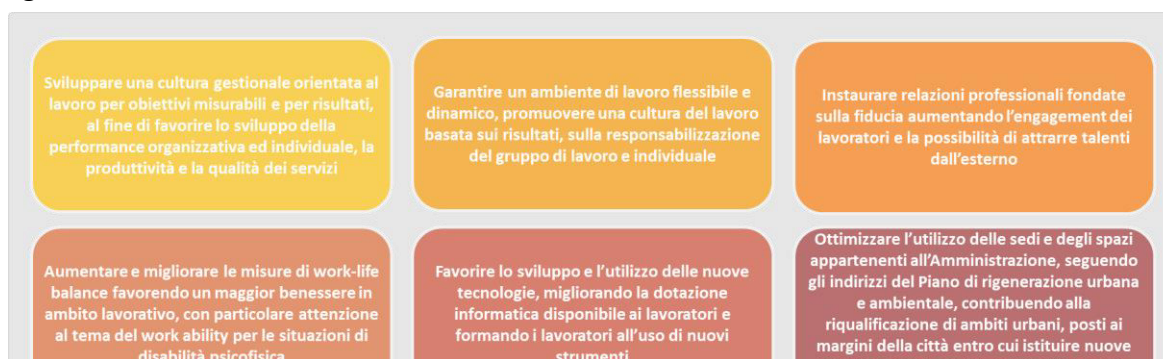 Sviluppare una cultura gestionale orientata al
lavoro per obiettivi misurabili e per risultati,
al fine di favorire lo sviluppo della
performance organizzativa ed individuale, la
produttività e la qualità dei servizi
Garantire un ambiente di lavoro flessibile e
dinamico, promuovere una cultura del lavoro
basata sui risultati, sulla responsabilizzazione
del gruppo di lavoro e individuale
Instaurare relazioni professionali fondate
sulla fiducia aumentando l'engagement dei
lavoratori e la possibilità di attrarre talenti
dall'esterno
Aumentare e migliorare le misure di work-life
balance favorendo un maggior benessere in
ambito lavorativo, con particolare attenzione
al tema del work ability per le situazioni di
disabilità psicofisica
Favorire lo sviluppo e l'utilizzo delle nuove
tecnologie, migliorando la dotazione
informatica disponibile ai lavoratori e
formando i lavoratori all'uso di nuovi
strumenti
Ottimizzare l'utilizzo delle sedi e degli spazi
appartenenti all'Amministrazione, seguendo
gli indirizzi del Piano di rigenerazione urbana
e ambientale, contribuendo alla
riqualificazione di ambiti urbani, posti ai
margini della città entro cui istituire nuove